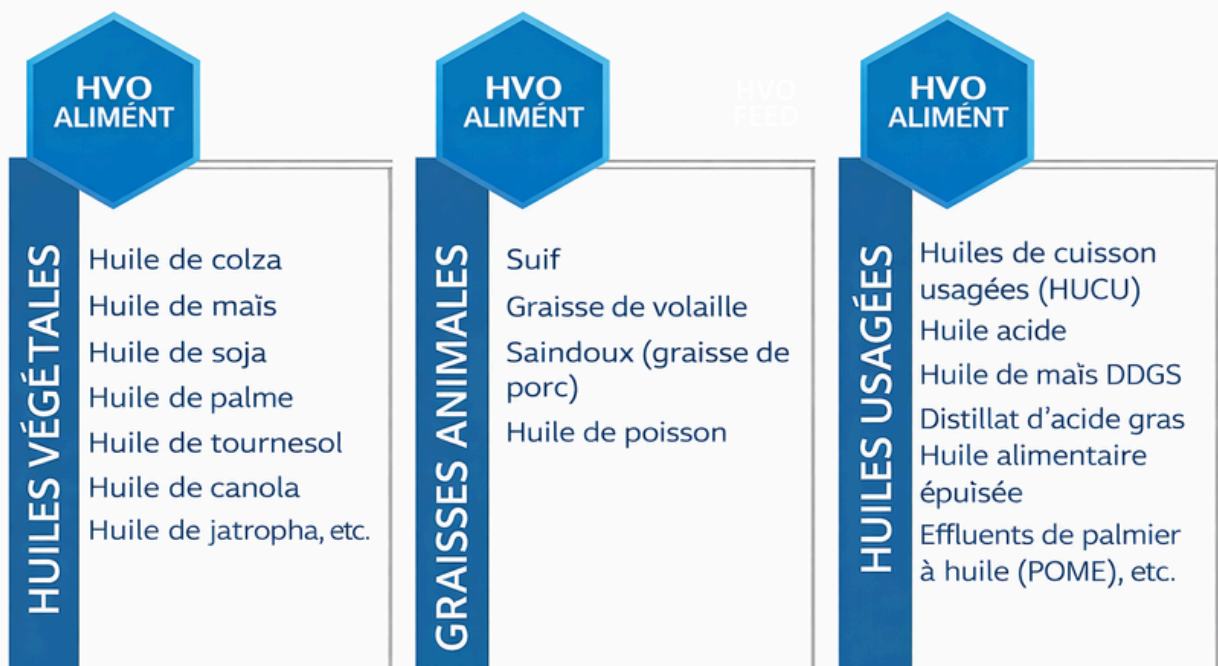 HVO
ALIMÉNT
HUILES VÉGÉTALES
Huile de colza
Huile de maïs
Huile de soja
Huile de palme
Huile de tournesol
Huile de canola
Huile de jatropha, etc.
HVO
ALIMÉNT
HVO
FEED
GRAISSES ANIMALES
Suif
Graisse de volaille
Saindoux (graisse de
porc)
Huile de poisson
HVO
ALIMÉNT
HUILES USAGÉES
Huiles de cuisson
usagées (HUCU)
Huile acide
Huile de maïs DDGS
Distillat d'acide gras
Huile alimentaire
épuisée
Effluents de palmier
à huile (POME), etc.